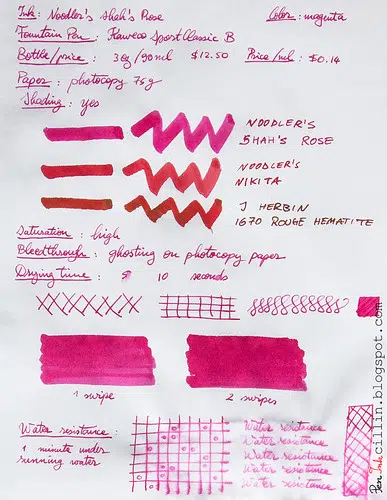 Ink: Noodler's Shah's Rose Color: magenta
Fountain Pen: Kaweco Sport Classic B
Bottle/price: 3oz/90ml $12.50 Price/ml: $0.14
Paper: photocopy 75g
Shading: yes
NOODLER'S
SHAH'S ROSE
NOODLER'S
NIKITA
J HERBIN
1670 ROUGE HEMATITE
Saturation: high
Bleedthrough: ghosting on photocopy paper
Drying time: 10 seconds
1 swipe 2 swipes
Water resistance:
1 minute under
running water
Water resistance
Water resistance
Water resistance
Water resistance
Water resistance
Pen Ink cillin.blogspot.com